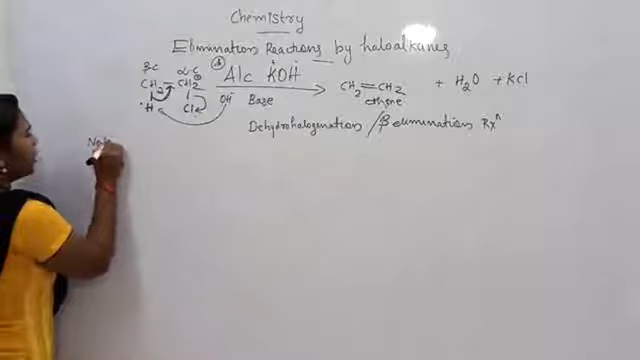 Chemistry
Elimination Reactions by haloalkanes
β-C α-C
CH2 - CH2 Alc KOH CH2=CH2 + H2O + KCl
H Cl OH⁻ Base ethene
Dehydrohalogenation / β elimination Rxⁿ